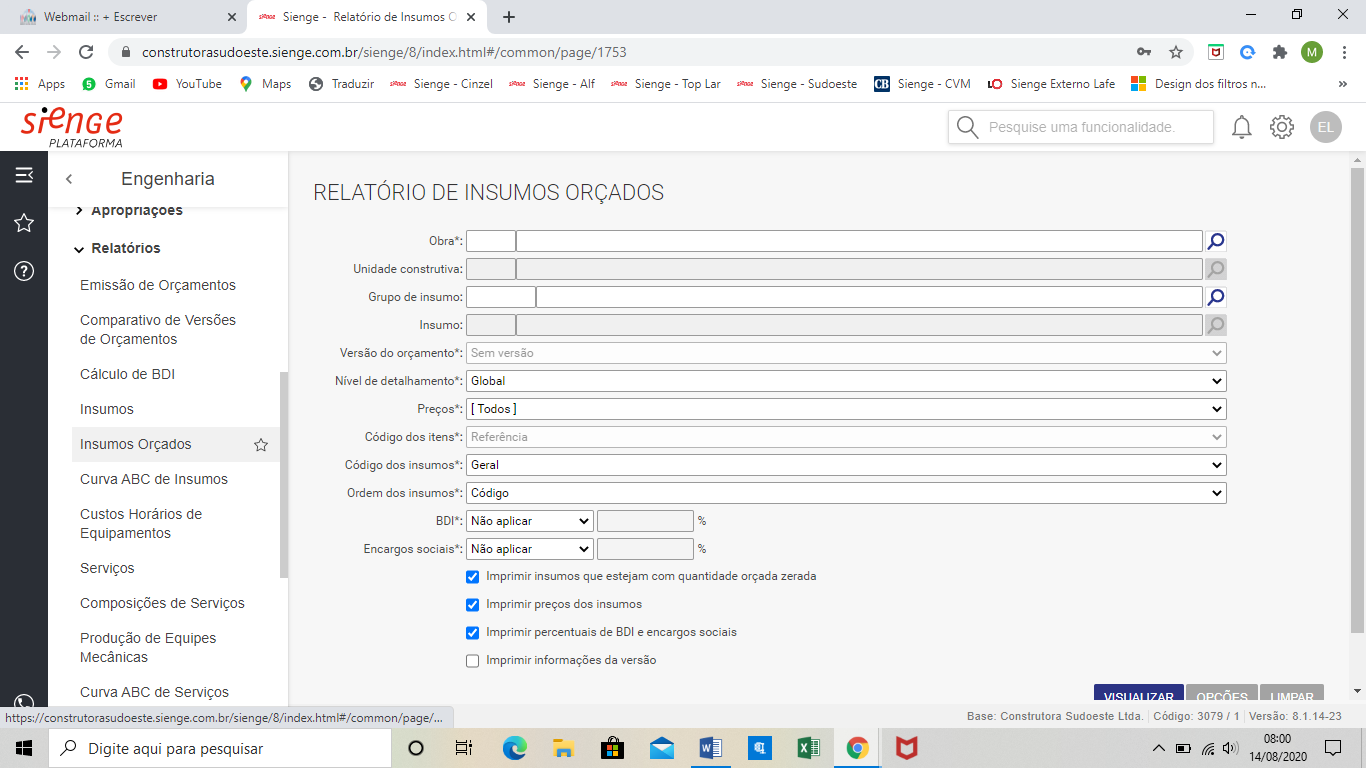 Webmail :: + Escrever
sienge
Sienge - Relatório de Insumos O
construtorasudoeste.sienge.com.br/sienge/8/index.html#/common/page/1753
M
Apps
Gmail
YouTube
Maps
Traduzir
Sienge - Cinzel
Sienge - Alf
Sienge - Top Lar
Sienge - Sudoeste
CB
Sienge - CVM
LO
Sienge Externo Lafe
Design dos filtros n...
»
sienge
PLATAFORMA
Pesquise uma funcionalidade.
EL
Engenharia
Apropriações
Relatórios
Emissão de Orçamentos
Comparativo de Versões
de Orçamentos
Cálculo de BDI
Insumos
Insumos Orçados
Curva ABC de Insumos
Custos Horários de
Equipamentos
Serviços
Composições de Serviços
Produção de Equipes
Mecânicas
Curva ABC de Serviços
RELATÓRIO DE INSUMOS ORÇADOS
Obra*:
Unidade construtiva:
Grupo de insumo:
Insumo:
Versão do orçamento*: Sem versão
Nível de detalhamento*: Global
Preços*: [ Todos ]
Código dos itens*: Referência
Código dos insumos*: Geral
Ordem dos insumos*: Código
BDI*: Não aplicar %
Encargos sociais*: Não aplicar %
Imprimir insumos que estejam com quantidade orçada zerada
Imprimir preços dos insumos
Imprimir percentuais de BDI e encargos sociais
Imprimir informações da versão
VISUALIZAR OPÇÕES LIMPAR
https://construtorasudoeste.sienge.com.br/sienge/8/index.html#/common/page/...
Base: Construtora Sudoeste Ltda. | Código: 3079 / 1 | Versão: 8.1.14-23
Digite aqui para pesquisar
08:00
14/08/2020